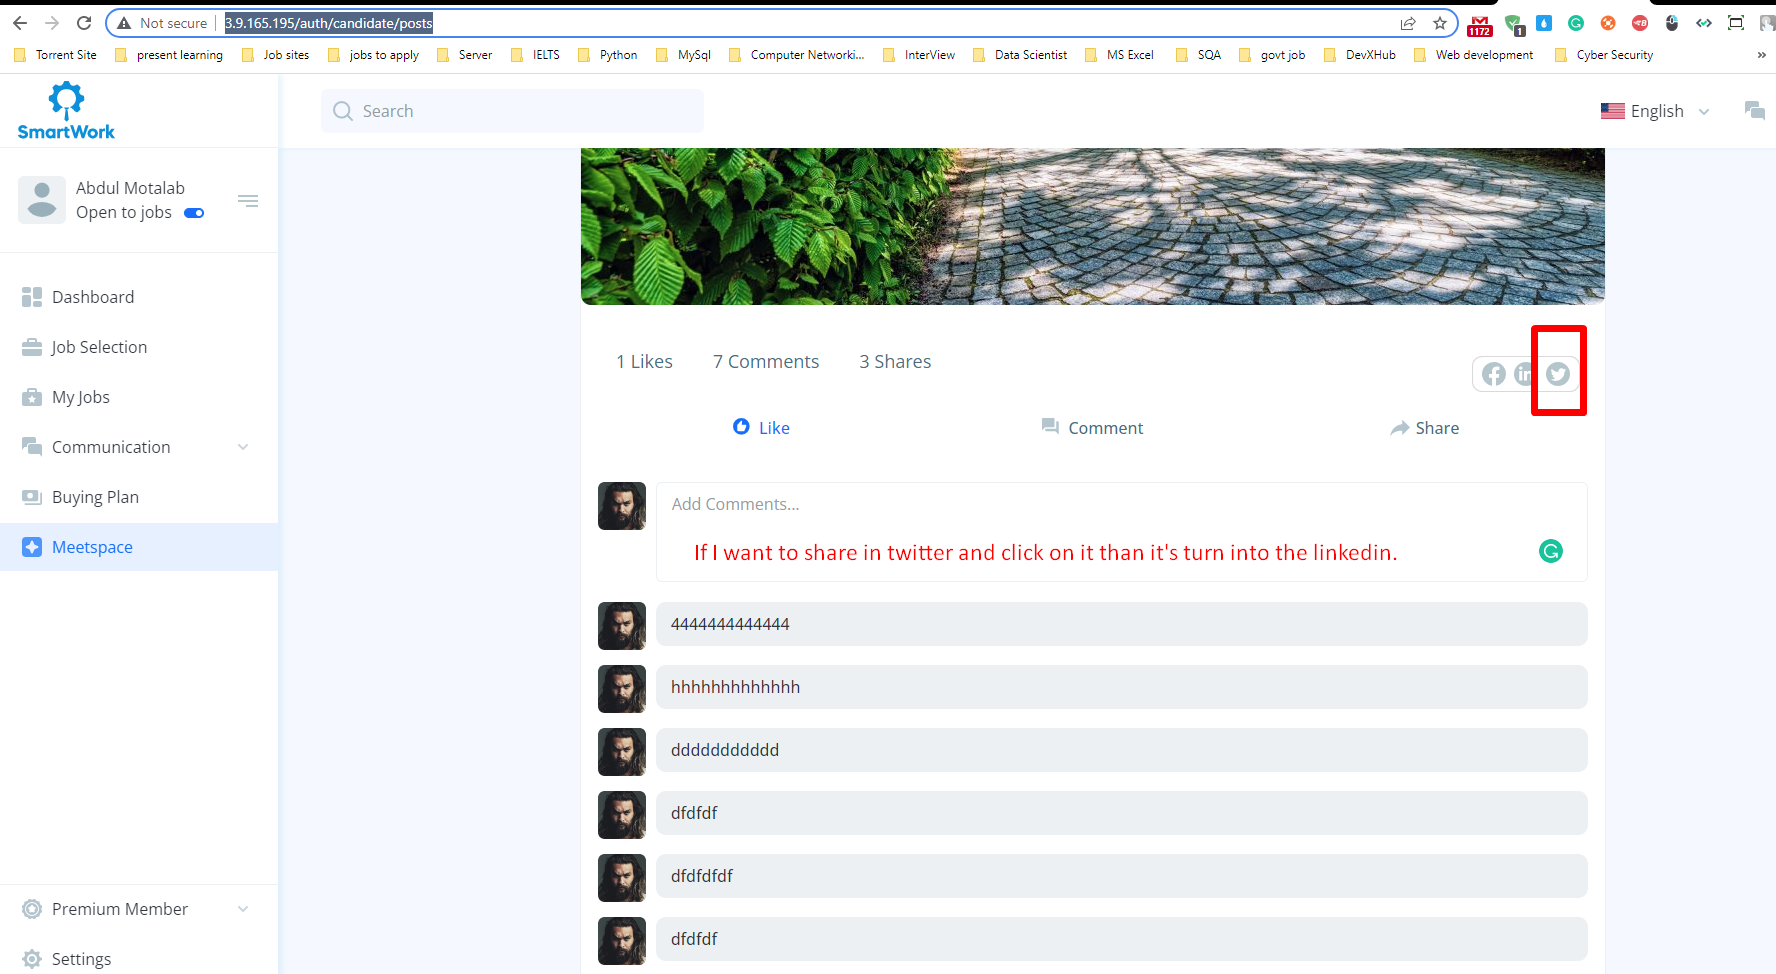 Not secure
3.9.165.195/auth/candidate/posts
1172
1
Torrent Site
present learning
Job sites
jobs to apply
Server
IELTS
Python
MySql
Computer Networki...
InterView
Data Scientist
MS Excel
SQA
govt job
DevXHub
Web development
Cyber Security
»
SmartWork
Search
English
Abdul Motalab
Open to jobs
Dashboard
Job Selection
My Jobs
Communication
Buying Plan
Meetspace
Premium Member
Settings
1 Likes
7 Comments
3 Shares
in
Like
Comment
Share
Add Comments...
If I want to share in twitter and click on it than it's turn into the linkedin.
4444444444444
hhhhhhhhhhhhh
ddddddddddd
dfdfdf
dfdfdfdf
dfdfdf